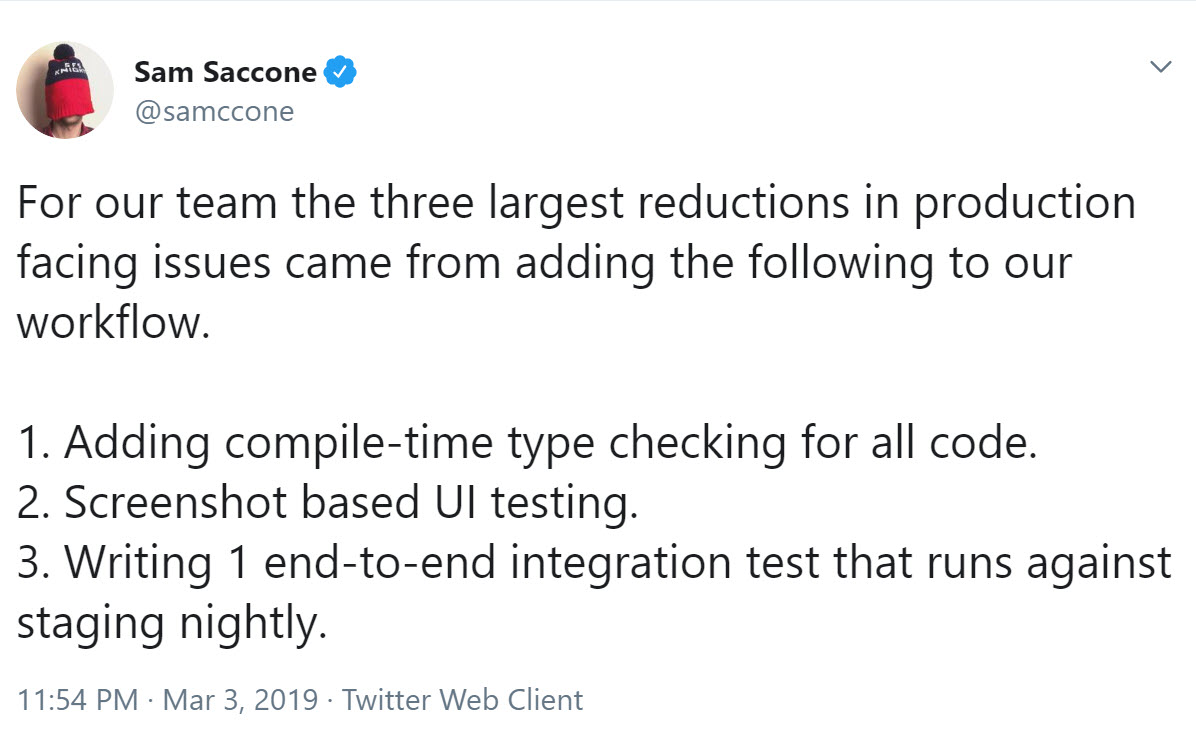 Sam Saccone
@samccone
For our team the three largest reductions in production
facing issues came from adding the following to our
workflow.
1. Adding compile-time type checking for all code.
2. Screenshot based UI testing.
3. Writing 1 end-to-end integration test that runs against
staging nightly.
11:54 PM · Mar 3, 2019 · Twitter Web Client